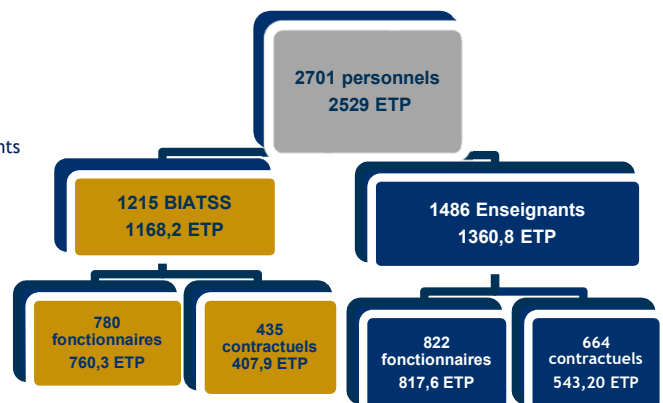 2701 personnels
2529 ETP
nts
1215 BIATSS
1168,2 ETP
1486 Enseignants
1360,8 ETP
780
fonctionnaires
760,3 ETP
435
contractuels
407,9 ETP
822
fonctionnaires
817,6 ETP
664
contractuels
543,20 ETP